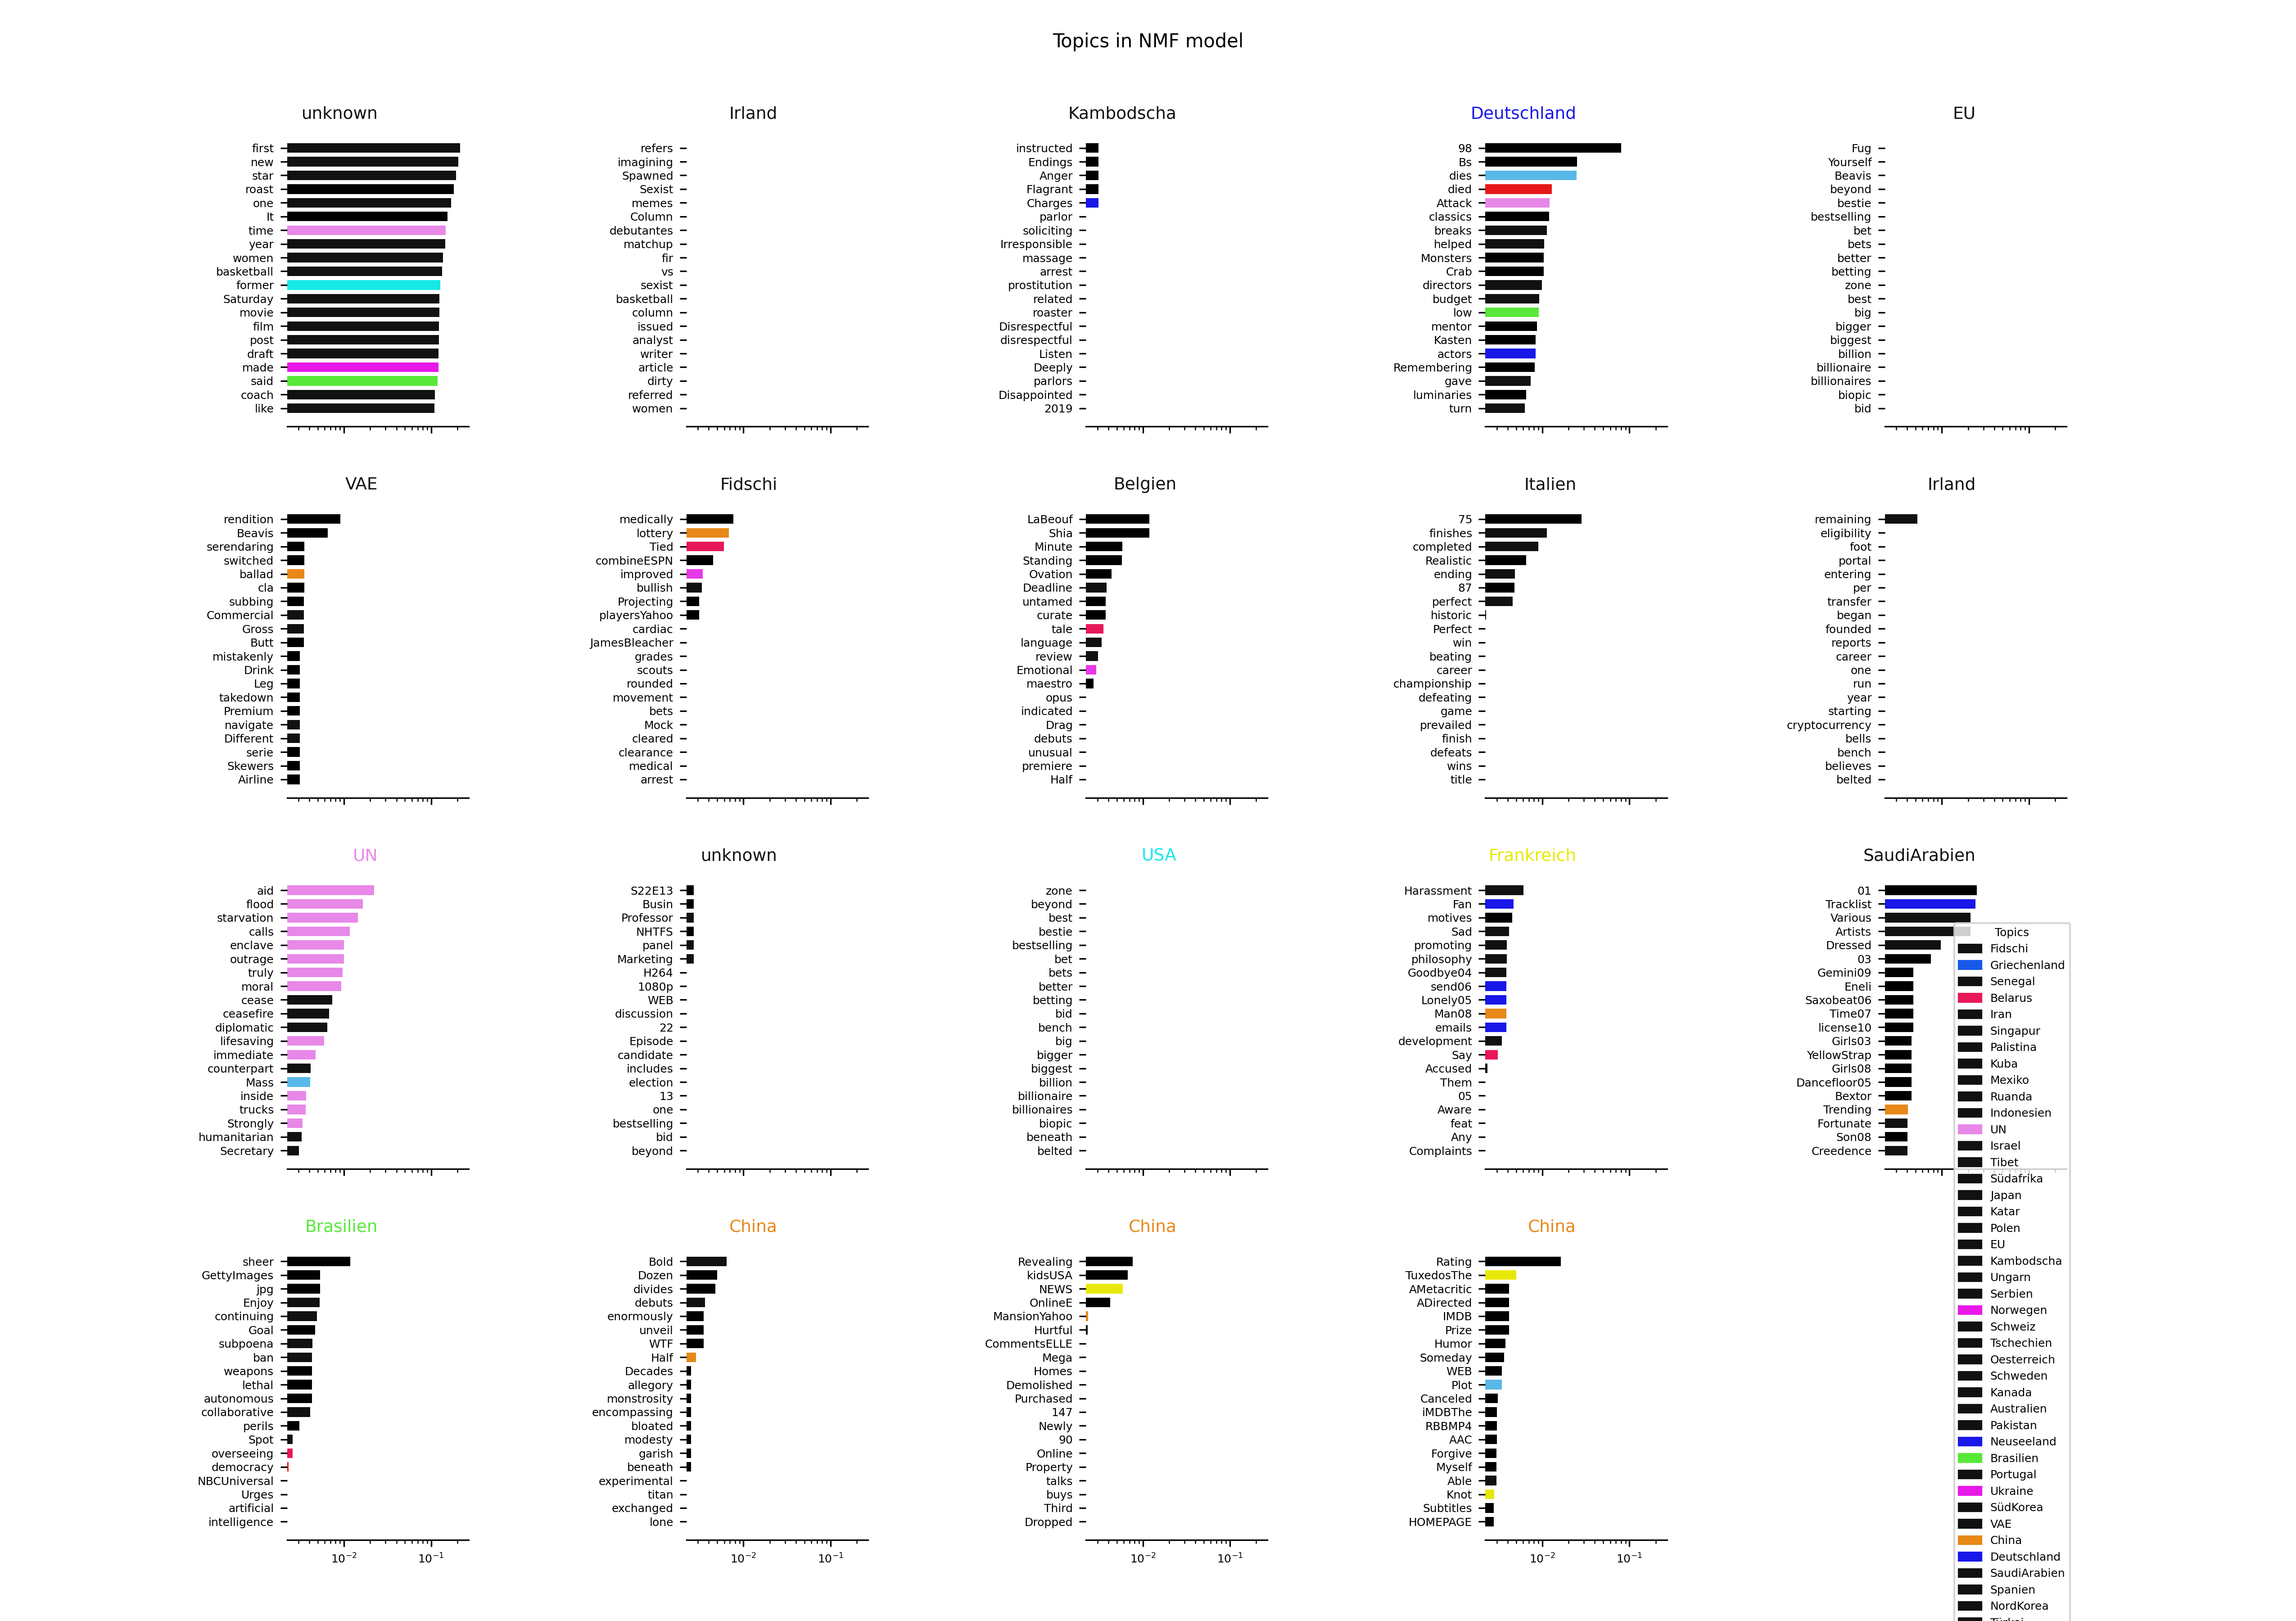 Topics in NMF model
unknown
first
new
star
roast
one
It
time
year
women
basketball
former
Saturday
movie
film
post
draft
made
said
coach
like
Irland
refers
imagining
Spawned
Sexist
memes
Column
debutantes
matchup
fir
vs
sexist
basketball
column
issued
analyst
writer
article
dirty
referred
women
Kambodscha
instructed
Endings
Anger
Flagrant
Charges
parlor
soliciting
Irresponsible
massage
arrest
prostitution
related
roaster
Disrespectful
disrespectful
Listen
Deeply
parlors
Disappointed
2019
Deutschland
98
Bs
dies
died
Attack
classics
breaks
helped
Monsters
Crab
directors
budget
low
mentor
Kasten
actors
Remembering
gave
luminaries
turn
EU
Fug
Yourself
Beavis
beyond
bestie
bestselling
bet
bets
better
betting
zone
best
big
bigger
biggest
billion
billionaire
billionaires
biopic
bid
VAE
rendition
Beavis
serendaring
switched
ballad
cla
subbing
Commercial
Gross
Butt
mistakenly
Drink
Leg
takedown
Premium
navigate
Different
serie
Skewers
Airline
Fidschi
medically
lottery
Tied
combineESPN
improved
bullish
Projecting
playersYahoo
cardiac
JamesBleacher
grades
scouts
rounded
movement
bets
Mock
cleared
clearance
medical
arrest
Belgien
LaBeouf
Shia
Minute
Standing
Ovation
Deadline
untamed
curate
tale
language
review
Emotional
maestro
opus
indicated
Drag
debuts
unusual
premiere
Half
Italien
75
finishes
completed
Realistic
ending
87
perfect
historic
Perfect
win
beating
career
championship
defeating
game
prevailed
finish
defeats
wins
title
Irland
remaining
eligibility
foot
portal
entering
per
transfer
began
founded
reports
career
one
run
year
starting
cryptocurrency
bells
bench
believes
belted
UN
aid
flood
starvation
calls
enclave
outrage
truly
moral
cease
ceasefire
diplomatic
lifesaving
immediate
counterpart
Mass
inside
trucks
Strongly
humanitarian
Secretary
unknown
S22E13
Busin
Professor
NHTFS
panel
Marketing
H264
1080p
WEB
discussion
22
Episode
candidate
includes
election
13
one
bestselling
bid
beyond
USA
zone
beyond
best
bestie
bestselling
bet
bets
better
betting
bid
bench
big
bigger
biggest
billion
billionaire
billionaires
biopic
beneath
belted
Frankreich
Harassment
Fan
motives
Sad
promoting
philosophy
Goodbye04
send06
Lonely05
Man08
emails
development
Say
Accused
Them
05
Aware
feat
Any
Complaints
SaudiArabien
01
Tracklist
Various
Artists
Dressed
03
Gemini09
Eneli
Saxobeat06
Time07
license10
Girls03
YellowStrap
Girls08
Dancefloor05
Bextor
Trending
Fortunate
Son08
Creedence
Brasilien
sheer
GettyImages
jpg
Enjoy
continuing
Goal
subpoena
ban
weapons
lethal
autonomous
collaborative
perils
Spot
overseeing
democracy
NBCUniversal
Urges
artificial
intelligence
10⁻² 10⁻¹
China
Bold
Dozen
divides
debuts
enormously
unveil
WTF
Half
Decades
allegory
monstrosity
encompassing
bloated
modesty
garish
beneath
experimental
titan
exchanged
lone
10⁻² 10⁻¹
China
Revealing
kidsUSA
NEWS
OnlineE
MansionYahoo
Hurtful
CommentsELLE
Mega
Homes
Demolished
Purchased
147
Newly
90
Online
Property
talks
buys
Third
Dropped
10⁻² 10⁻¹
China
Rating
TuxedosThe
AMetacritic
ADirected
IMDB
Prize
Humor
Someday
WEB
Plot
Canceled
iMDBThe
RBBMP4
AAC
Forgive
Myself
Able
Knot
Subtitles
HOMEPAGE
10⁻² 10⁻¹
Topics
Fidschi
Griechenland
Senegal
Belarus
Iran
Singapur
Palistina
Kuba
Mexiko
Ruanda
Indonesien
UN
Israel
Tibet
Südafrika
Japan
Katar
Polen
EU
Kambodscha
Ungarn
Serbien
Norwegen
Schweiz
Tschechien
Oesterreich
Schweden
Kanada
Australien
Pakistan
Neuseeland
Brasilien
Portugal
Ukraine
SüdKorea
VAE
China
Deutschland
SaudiArabien
Spanien
NordKorea